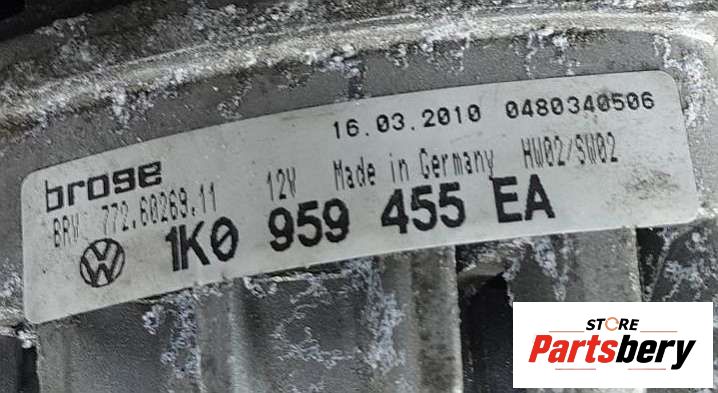 16.03.2010 0480340506
brose 12V Made in Germany HW02/SW02
BRV 772.60269.11
1K0 959 455 EA
STORE
Partsbery